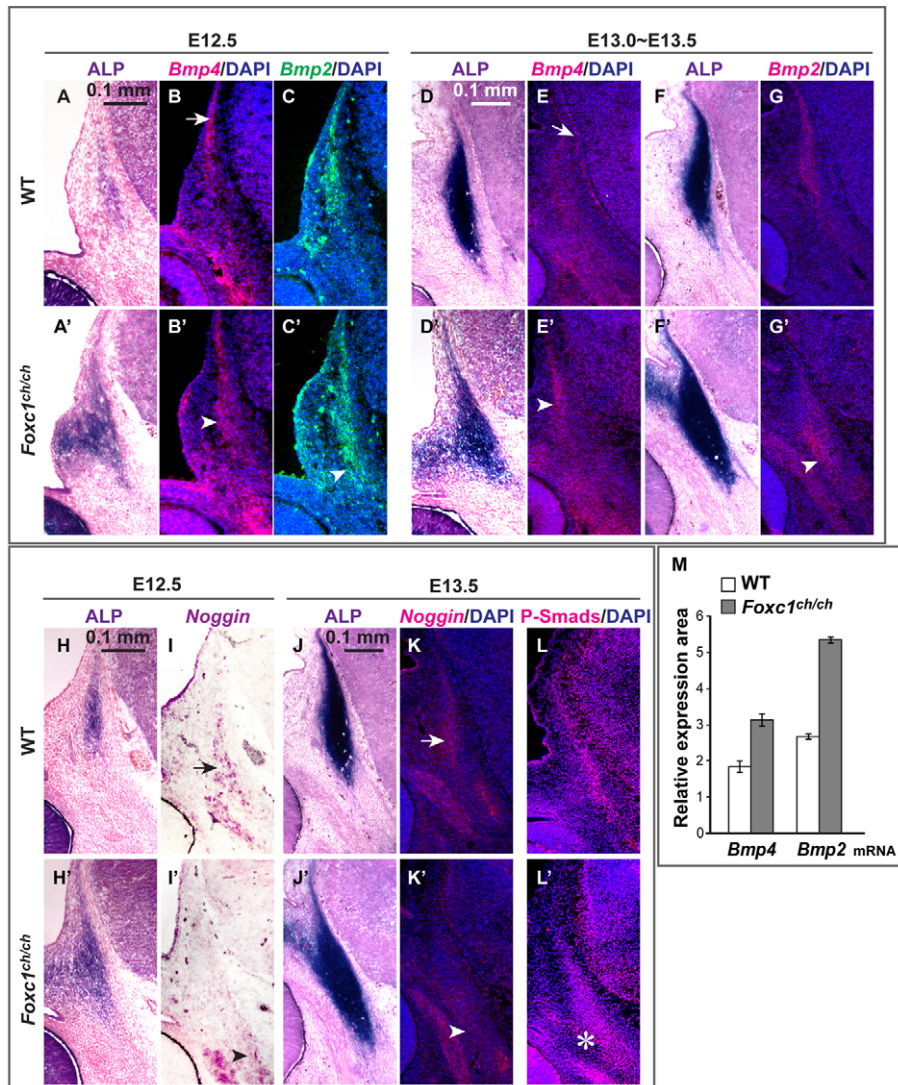 E12.5 E13.0~E13.5
ALP Bmp4/DAPI Bmp2/DAPI ALP Bmp4/DAPI ALP Bmp2/DAPI
A 0.1 mm B C D 0.1 mm E F G
WT
A' B' C' D' E' F' G'
Foxc1ch/ch
E12.5 E13.5
ALP Noggin ALP Noggin/DAPI P-Smads/DAPI
H 0.1 mm I J 0.1 mm K L
WT
H' I' J' K' L'
Foxc1ch/ch
*
M
WT
Foxc1ch/ch
Relative expression area
6
5
4
3
2
1
0
Bmp4 Bmp2 mRNA